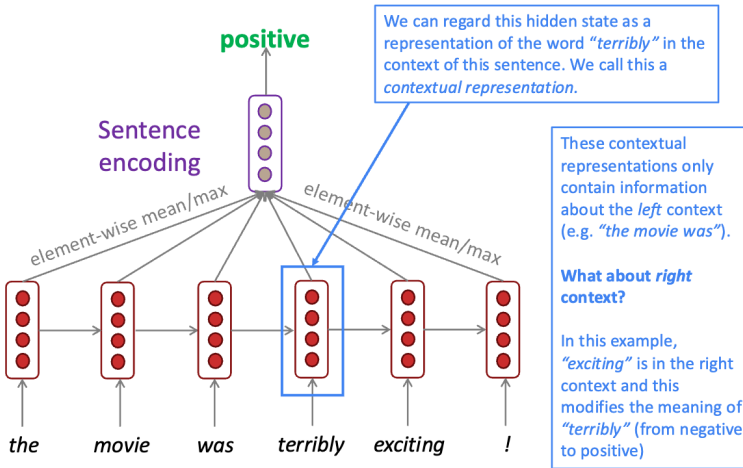 positive
We can regard this hidden state as a
representation of the word “terribly” in the
context of this sentence. We call this a
contextual representation.
Sentence
encoding
These contextual
representations only
contain information
about the left context
(e.g. “the movie was”).
What about right
context?
In this example,
“exciting” is in the right
context and this
modifies the meaning of
“terribly” (from negative
to positive)
element-wise mean/max
element-wise mean/max
the movie was terribly exciting !